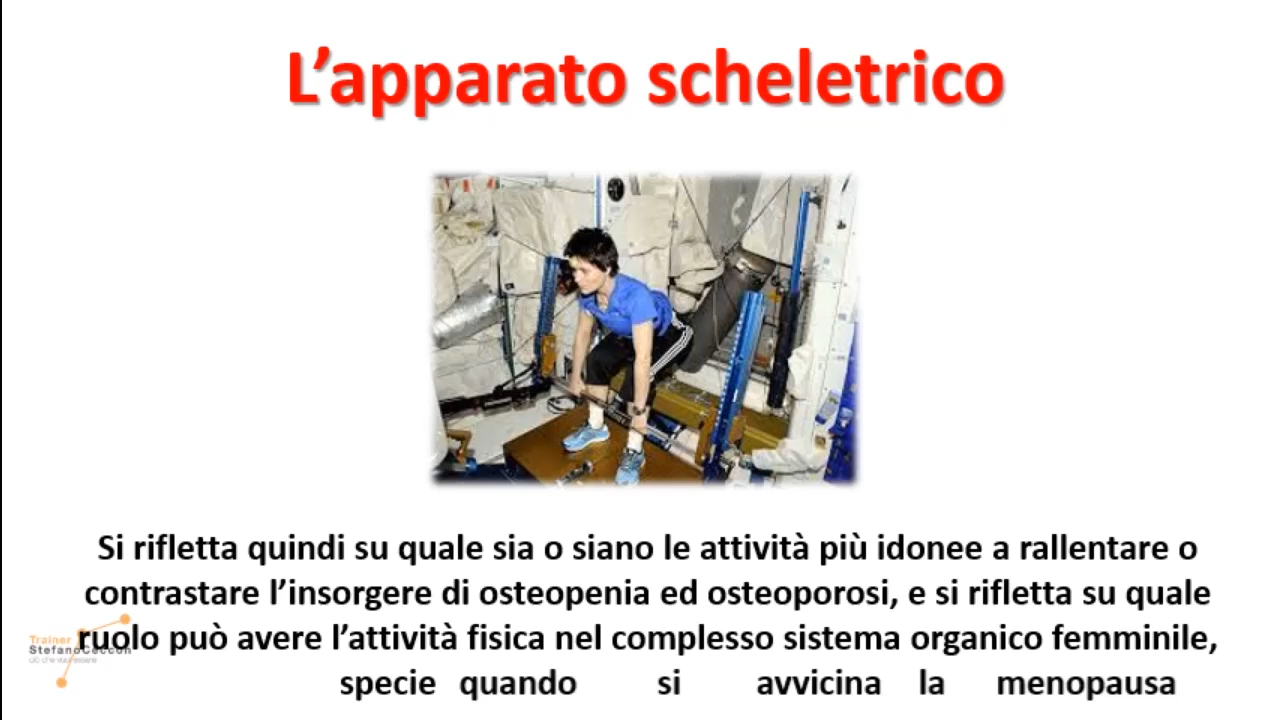 L'apparato scheletrico
Si rifletta quindi su quale sia o siano le attività più idonee a rallentare o
contrastare l'insorgere di osteopenia ed osteoporosi, e si rifletta su quale
ruolo può avere l'attività fisica nel complesso sistema organico femminile,
specie quando si avvicina la menopausa
Trainer
StefanoCeccon